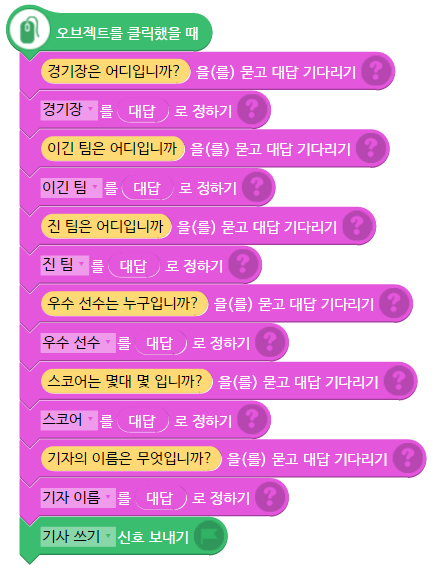 오브젝트를 클릭했을 때
경기장은 어디입니까? 을(를) 묻고 대답 기다리기
경기장 를 대답 로 정하기
이긴 팀은 어디입니까 을(를) 묻고 대답 기다리기
이긴 팀 를 대답 로 정하기
진 팀은 어디입니까 을(를) 묻고 대답 기다리기
진 팀 를 대답 로 정하기
우수 선수는 누구입니까? 을(를) 묻고 대답 기다리기
우수 선수 를 대답 로 정하기
스코어는 몇대 몇 입니까? 을(를) 묻고 대답 기다리기
스코어 를 대답 로 정하기
기자의 이름은 무엇입니까? 을(를) 묻고 대답 기다리기
기자 이름 를 대답 로 정하기
기사 쓰기 신호 보내기